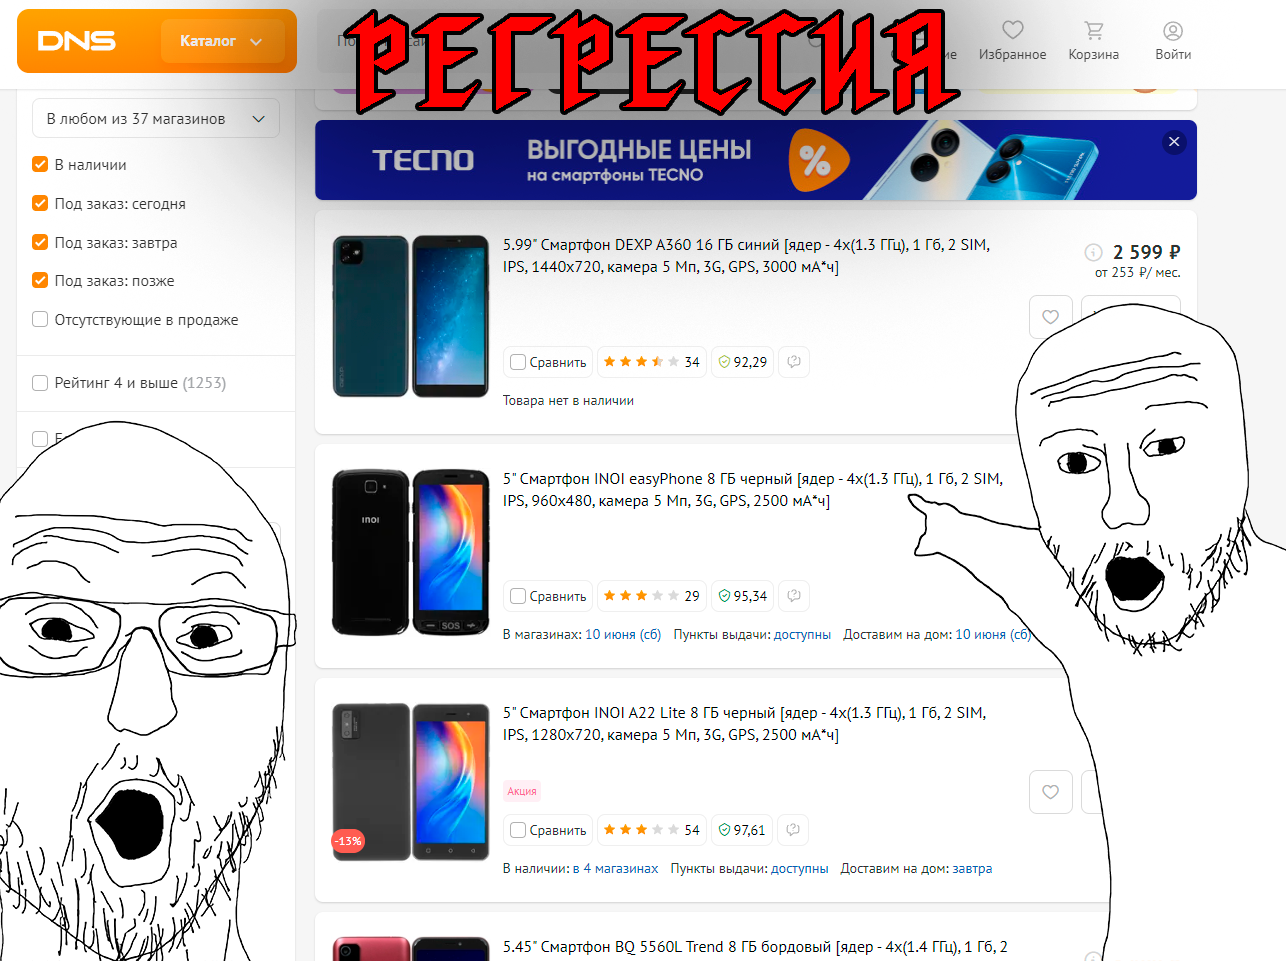 РЕГРЕССИЯ
DNS
Каталог
Избранное
Корзина
Войти
В любом из 37 магазинов
В наличии
Под заказ: сегодня
Под заказ: завтра
Под заказ: позже
Отсутствующие в продаже
Рейтинг 4 и выше (1253)
TECNO
ВЫГОДНЫЕ ЦЕНЫ
на смартфоны TECNO
%
5.99" Смартфон DEXP A360 16 ГБ синий [ядер - 4x(1.3 ГГц), 1 Гб, 2 SIM,
IPS, 1440x720, камера 5 Мп, 3G, GPS, 3000 мА*ч]
2 599 ₽
от 253 ₽/ мес.
Сравнить
34
92,29
Товара нет в наличии
5" Смартфон INOI easyPhone 8 ГБ черный [ядер - 4x(1.3 ГГц), 1 Гб, 2 SIM,
IPS, 960x480, камера 5 Мп, 3G, GPS, 2500 мА*ч]
INOI
SOS
Сравнить
29
95,34
В магазинах: 10 июня (сб) Пункты выдачи: доступны Доставим на дом: 10 июня (сб)
5" Смартфон INOI A22 Lite 8 ГБ черный [ядер - 4x(1.3 ГГц), 1 Гб, 2 SIM,
IPS, 1280x720, камера 5 Мп, 3G, GPS, 2500 мА*ч]
Акция
-13%
Сравнить
54
97,61
В наличии: в 4 магазинах Пункты выдачи: доступны Доставим на дом: завтра
5.45" Смартфон BQ 5560L Trend 8 ГБ бордовый [ядер - 4x(1.4 ГГц), 1 Гб, 2